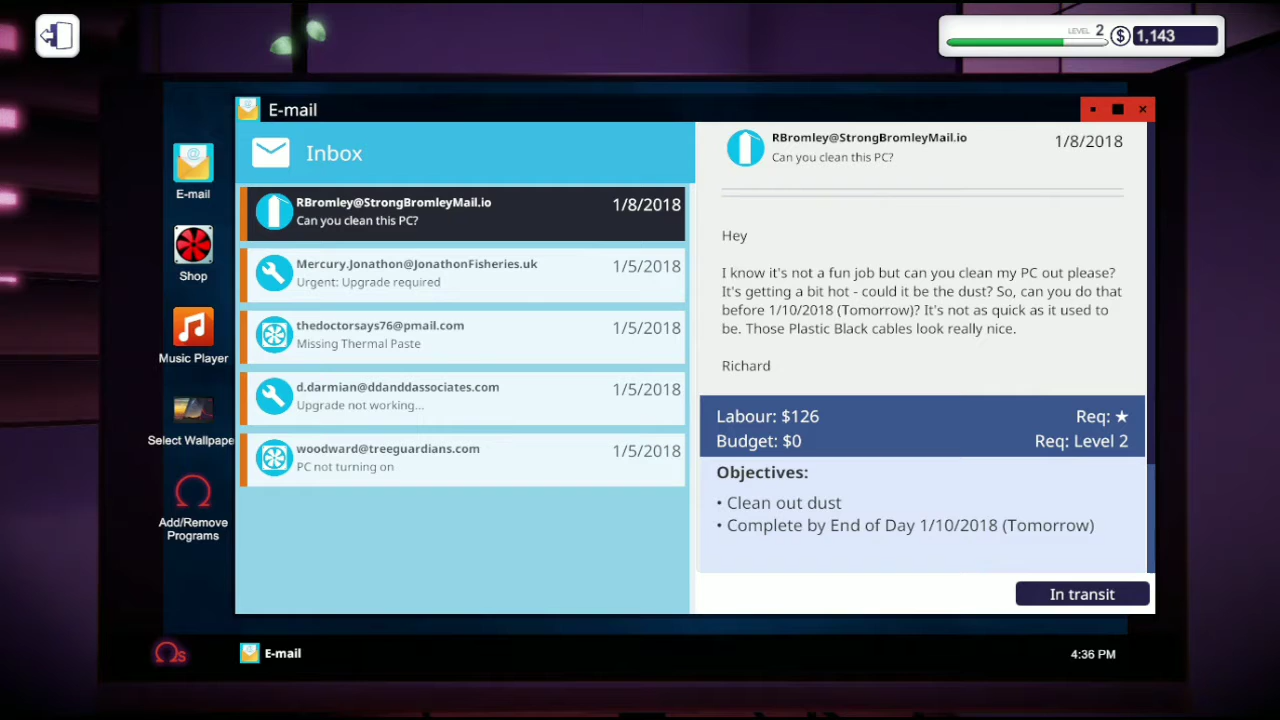 LEVEL 2
$ 1,143
E-mail
Shop
Music Player
Select Wallpape
Add/Remove
Programs
E-mail
Inbox
RBromley@StrongBromleyMail.io 1/8/2018
Can you clean this PC?
Mercury.Jonathon@JonathonFisheries.uk 1/5/2018
Urgent: Upgrade required
thedoctorsays76@pmail.com 1/5/2018
Missing Thermal Paste
d.darmian@ddanddassociates.com 1/5/2018
Upgrade not working...
woodward@treeguardians.com 1/5/2018
PC not turning on
RBromley@StrongBromleyMail.io 1/8/2018
Can you clean this PC?
Hey
I know it's not a fun job but can you clean my PC out please?
It's getting a bit hot - could it be the dust? So, can you do that
before 1/10/2018 (Tomorrow)? It's not as quick as it used to
be. Those Plastic Black cables look really nice.
Richard
Labour: $126 Req: ★
Budget: $0 Req: Level 2
Objectives:
• Clean out dust
• Complete by End of Day 1/10/2018 (Tomorrow)
In transit
Ωs
E-mail
4:36 PM